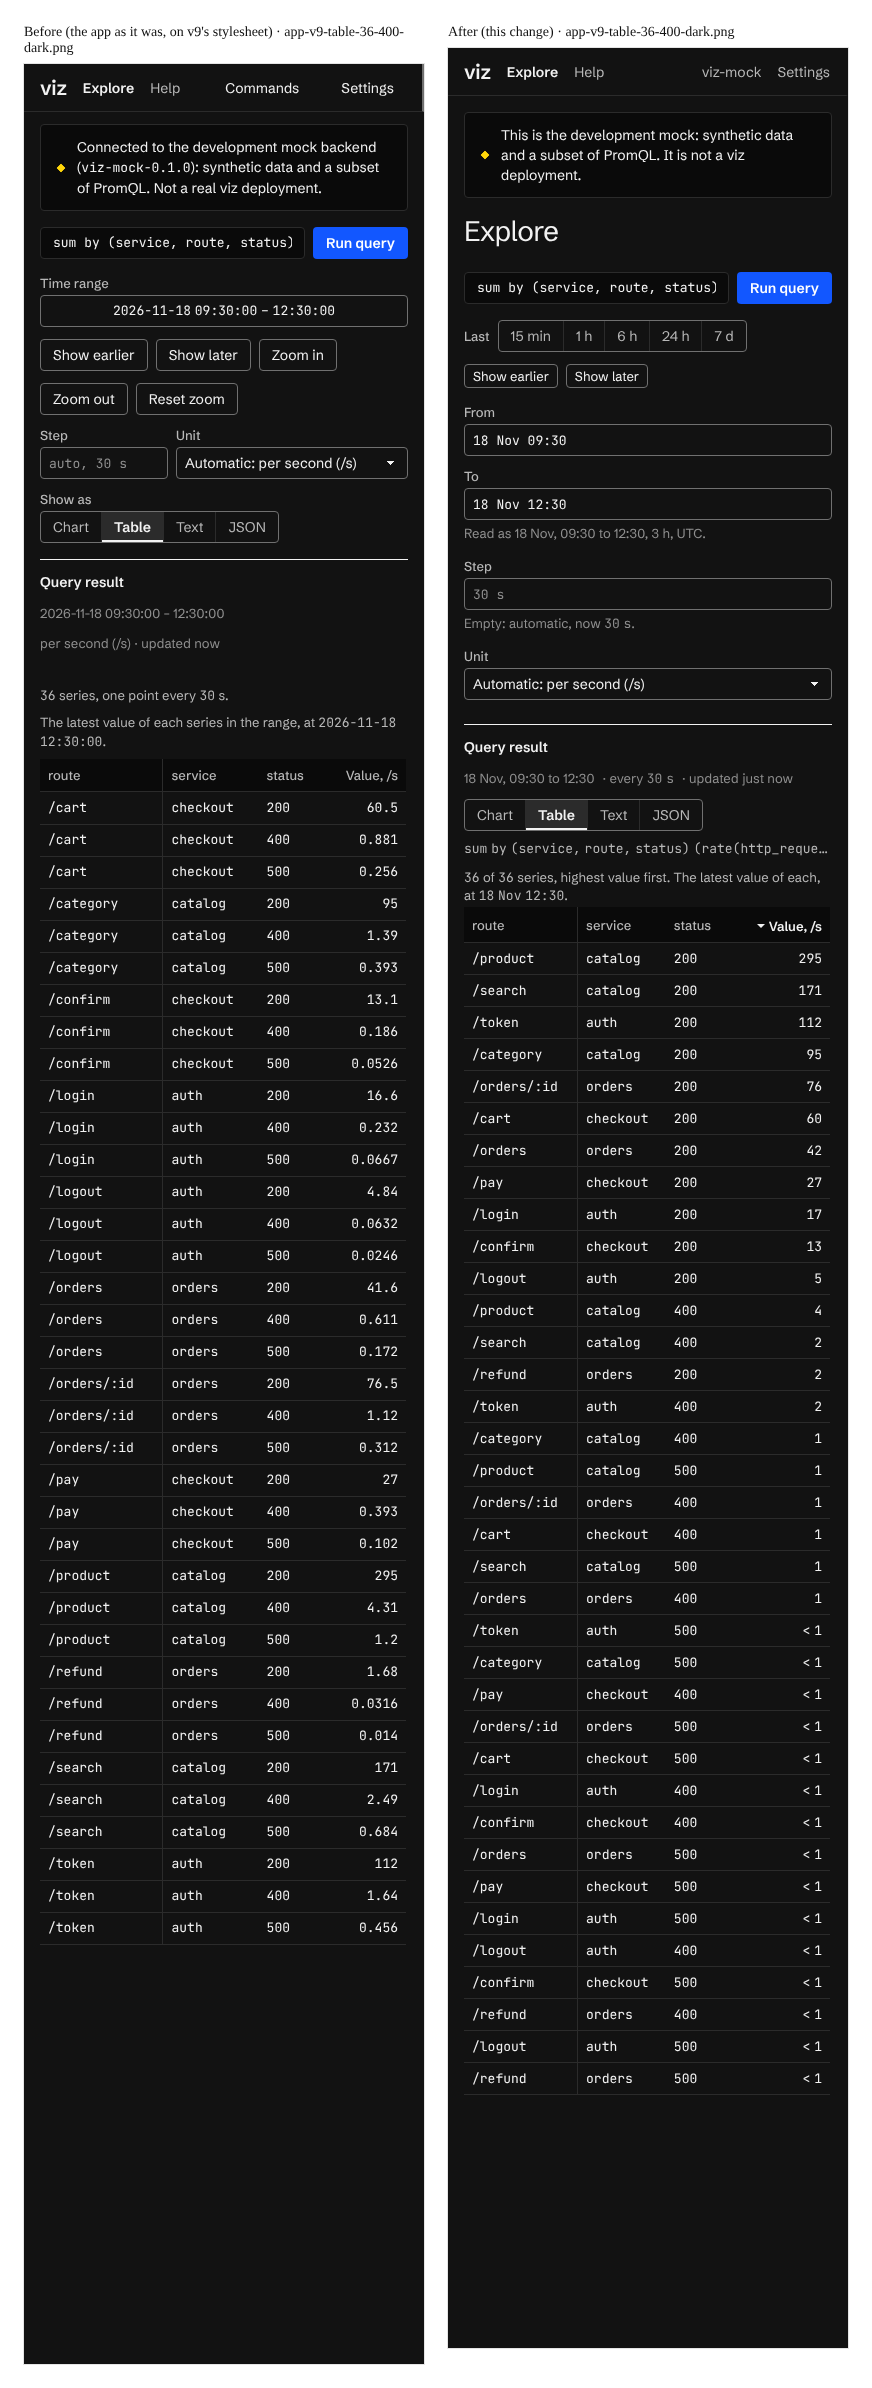 Before (the app as it was, on v9's stylesheet) · app-v9-table-36-400-
dark.png
viz Explore Help Commands Settings
Connected to the development mock backend
(viz-mock-0.1.0): synthetic data and a subset
of PromQL. Not a real viz deployment.
sum by (service, route, status) Run query
Time range
2026-11-18 09:30:00 – 12:30:00
Show earlier Show later Zoom in
Zoom out Reset zoom
Step Unit
auto, 30 s Automatic: per second (/s)
Show as
Chart Table Text JSON
Query result
2026-11-18 09:30:00 – 12:30:00
per second (/s) · updated now
36 series, one point every 30 s.
The latest value of each series in the range, at 2026-11-18
12:30:00.
route service status Value, /s
/cart checkout 200 60.5
/cart checkout 400 0.881
/cart checkout 500 0.256
/category catalog 200 95
/category catalog 400 1.39
/category catalog 500 0.393
/confirm checkout 200 13.1
/confirm checkout 400 0.186
/confirm checkout 500 0.0526
/login auth 200 16.6
/login auth 400 0.232
/login auth 500 0.0667
/logout auth 200 4.84
/logout auth 400 0.0632
/logout auth 500 0.0246
/orders orders 200 41.6
/orders orders 400 0.611
/orders orders 500 0.172
/orders/:id orders 200 76.5
/orders/:id orders 400 1.12
/orders/:id orders 500 0.312
/pay checkout 200 27
/pay checkout 400 0.393
/pay checkout 500 0.102
/product catalog 200 295
/product catalog 400 4.31
/product catalog 500 1.2
/refund orders 200 1.68
/refund orders 400 0.0316
/refund orders 500 0.014
/search catalog 200 171
/search catalog 400 2.49
/search catalog 500 0.684
/token auth 200 112
/token auth 400 1.64
/token auth 500 0.456
After (this change) · app-v9-table-36-400-dark.png
viz Explore Help viz-mock Settings
This is the development mock: synthetic data
and a subset of PromQL. It is not a viz
deployment.
Explore
sum by (service, route, status) Run query
Last 15 min 1 h 6 h 24 h 7 d
Show earlier Show later
From
18 Nov 09:30
To
18 Nov 12:30
Read as 18 Nov, 09:30 to 12:30, 3 h, UTC.
Step
30 s
Empty: automatic, now 30 s.
Unit
Automatic: per second (/s)
Query result
18 Nov, 09:30 to 12:30 · every 30 s · updated just now
Chart Table Text JSON
sum by (service, route, status) (rate(http_reque…
36 of 36 series, highest value first. The latest value of each,
at 18 Nov 12:30.
route service status Value, /s
/product catalog 200 295
/search catalog 200 171
/token auth 200 112
/category catalog 200 95
/orders/:id orders 200 76
/cart checkout 200 60
/orders orders 200 42
/pay checkout 200 27
/login auth 200 17
/confirm checkout 200 13
/logout auth 200 5
/product catalog 400 4
/search catalog 400 2
/refund orders 200 2
/token auth 400 2
/category catalog 400 1
/product catalog 500 1
/orders/:id orders 400 1
/cart checkout 400 1
/search catalog 500 1
/orders orders 400 1
/token auth 500 < 1
/category catalog 500 < 1
/pay checkout 400 < 1
/orders/:id orders 500 < 1
/cart checkout 500 < 1
/login auth 400 < 1
/confirm checkout 400 < 1
/orders orders 500 < 1
/pay checkout 500 < 1
/login auth 500 < 1
/logout auth 400 < 1
/confirm checkout 500 < 1
/refund orders 400 < 1
/logout auth 500 < 1
/refund orders 500 < 1